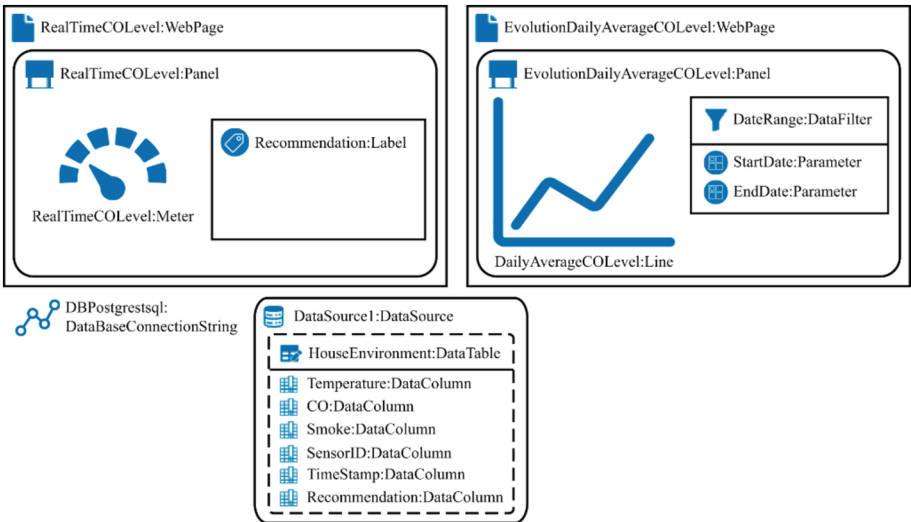 RealTimeCOLevel:WebPage
RealTimeCOLevel:Panel
Recommendation:Label
RealTimeCOLevel:Meter
EvolutionDailyAverageCOLevel:WebPage
EvolutionDailyAverageCOLevel:Panel
DateRange:DataFilter
StartDate:Parameter
EndDate:Parameter
DailyAverageCOLevel:Line
DBPostgrestsql:
DataBaseConnectionString
DataSource1:DataSource
HouseEnvironment:DataTable
Temperature:DataColumn
CO:DataColumn
Smoke:DataColumn
SensorID:DataColumn
TimeStamp:DataColumn
Recommendation:DataColumn